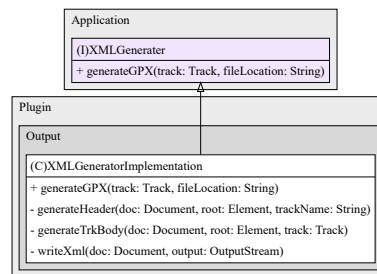 Application
(I)XMLGenerater
+ generateGPX(track: Track, fileLocation: String)
Plugin
Output
(C)XMLGeneratorImplementation
+ generateGPX(track: Track, fileLocation: String)
- generateHeader(doc: Document, root: Element, trackName: String)
- generateTrkBody(doc: Document, root: Element, track: Track)
- writeXml(doc: Document, output: OutputStream)